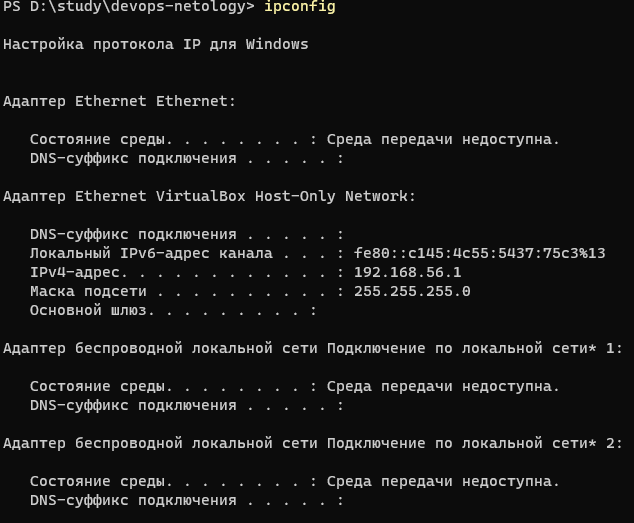 PS D:\study\devops-netology> ipconfig
Настройка протокола IP для Windows
Адаптер Ethernet Ethernet:
Состояние среды. . . . . . . . : Среда передачи недоступна.
DNS-суффикс подключения . . . . . :
Адаптер Ethernet VirtualBox Host-Only Network:
DNS-суффикс подключения . . . . . :
Локальный IPv6-адрес канала . . . : fe80::c145:4c55:5437:75c3%13
IPv4-адрес. . . . . . . . . . . . : 192.168.56.1
Маска подсети . . . . . . . . . . : 255.255.255.0
Основной шлюз. . . . . . . . . :
Адаптер беспроводной локальной сети Подключение по локальной сети* 1:
Состояние среды. . . . . . . . : Среда передачи недоступна.
DNS-суффикс подключения . . . . . :
Адаптер беспроводной локальной сети Подключение по локальной сети* 2:
Состояние среды. . . . . . . . : Среда передачи недоступна.
DNS-суффикс подключения . . . . . :